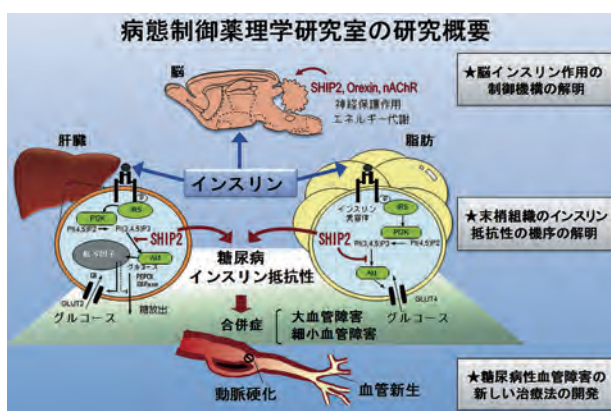 病態制御薬理学研究室の研究概要
脳
SHIP2, Orexin, nAChR
神経保護作用
エネルギー代謝
★脳インスリン作用の
制御機構の解明
肝臓
脂肪
インスリン
IRS
PI3K
PI(4,5)P2
PI(3,4,5)P3
SHIP2
Akt
グルコース
PEPCK
G6Pase
GLUT2
グルコース
糖放出
インスリン
受容体
IRS
PI3K
PI(3,4,5)P3
PI(4,5)P2
SHIP2
Akt
GLUT4
グルコース
★末梢組織のインスリン
抵抗性の機序の解明
糖尿病
インスリン抵抗性
合併症
大血管障害
細小血管障害
動脈硬化
血管新生
★糖尿病性血管障害の
新しい治療法の開発